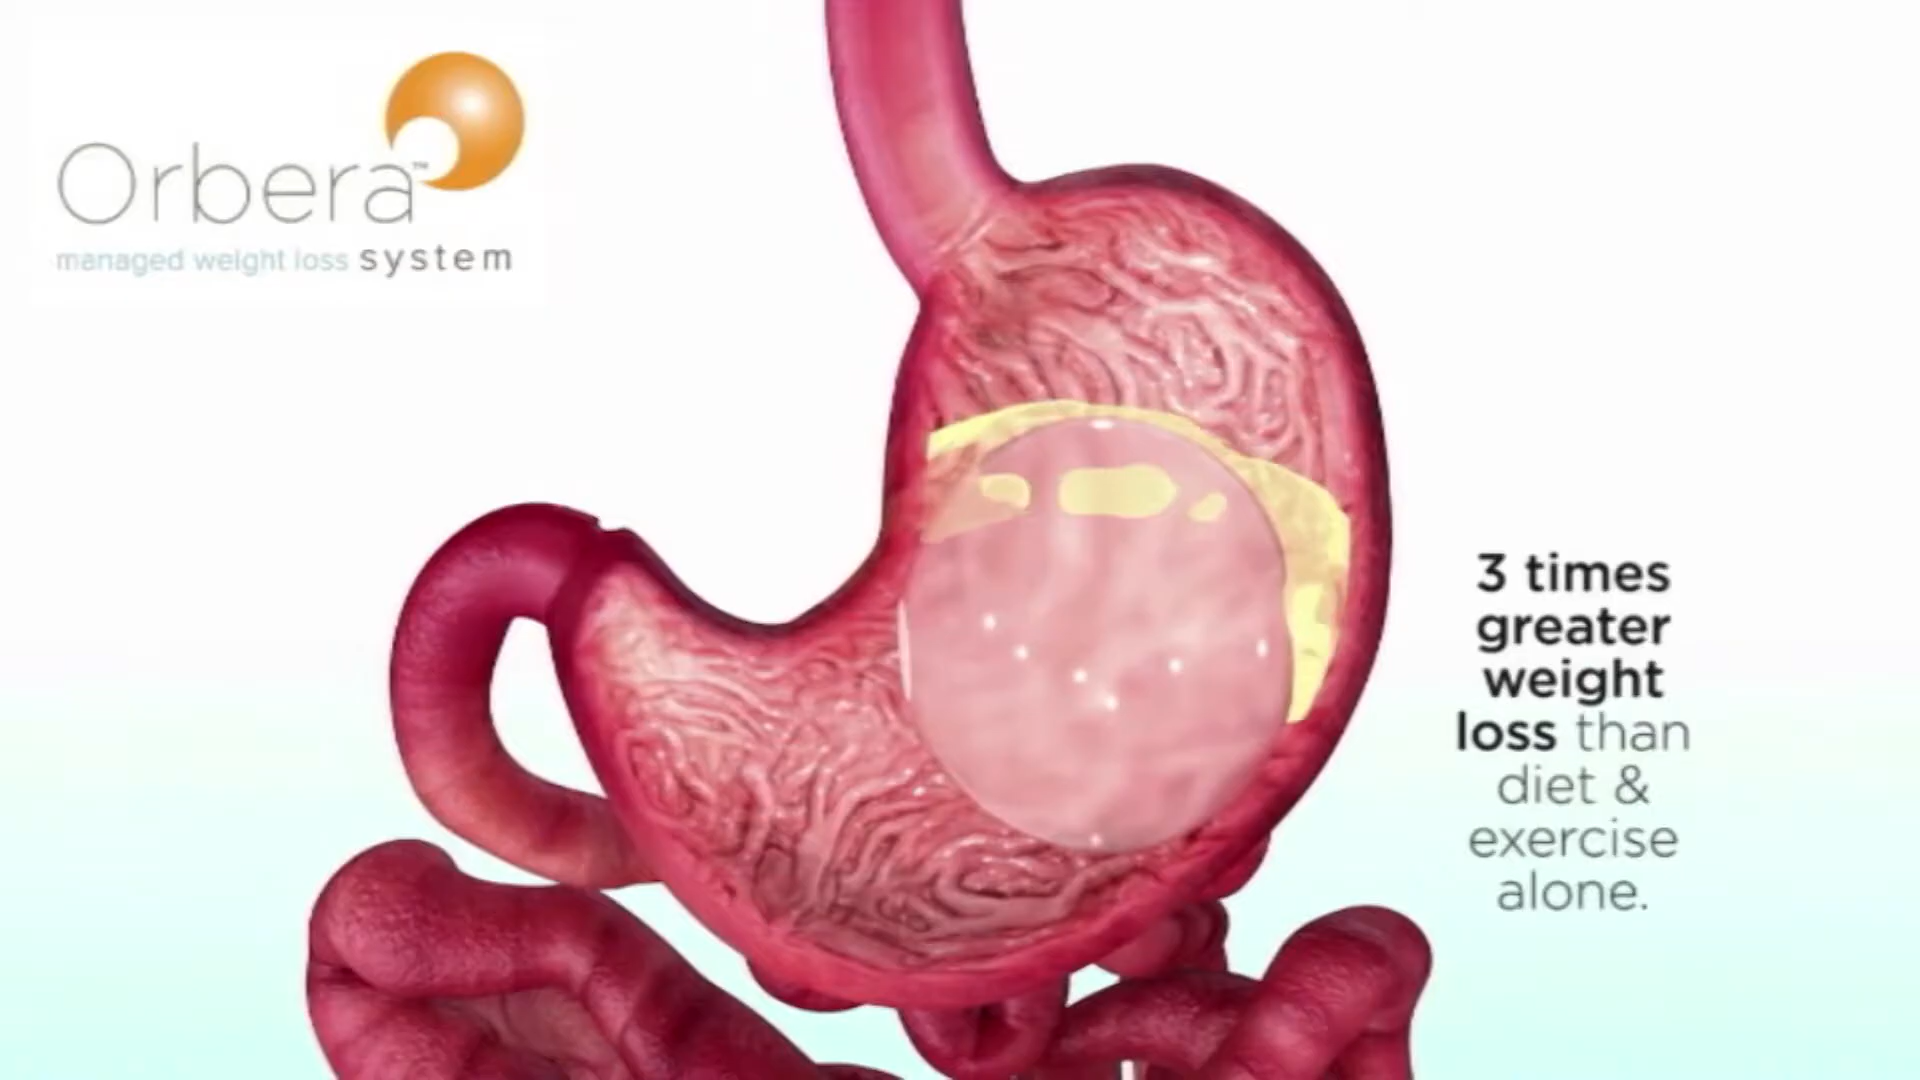 Orbera™
managed weight loss system
3 times
greater
weight
loss than
diet &
exercise
alone.